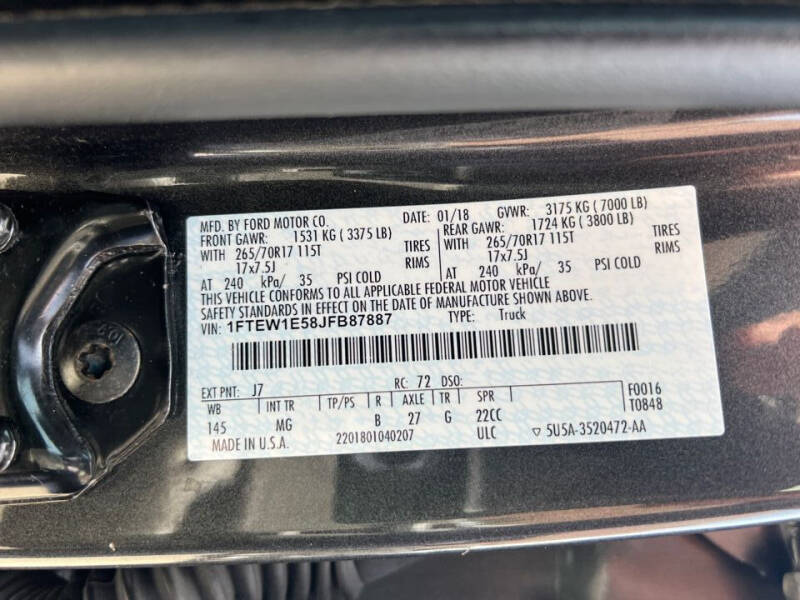 MFD. BY FORD MOTOR CO. DATE: 01/18 GVWR: 3175 KG ( 7000 LB)
FRONT GAWR: 1531 KG ( 3375 LB) REAR GAWR: 1724 KG ( 3800 LB)
WITH 265/70R17 115T TIRES WITH 265/70R17 115T TIRES
17x7.5J RIMS 17x7.5J RIMS
AT 240 kPa/ 35 PSI COLD AT 240 kPa/ 35 PSI COLD
THIS VEHICLE CONFORMS TO ALL APPLICABLE FEDERAL MOTOR VEHICLE
SAFETY STANDARDS IN EFFECT ON THE DATE OF MANUFACTURE SHOWN ABOVE.
VIN: 1FTEW1E58JFB87887 TYPE: Truck
EXT PNT: J7 RC: 72 DSO: F0016
WB INT TR TP/PS R AXLE TR SPR T0848
145 MG B 27 G 22CC
MADE IN U.S.A. 2201801040207 ULC ▽ 5U5A-3520472-AA